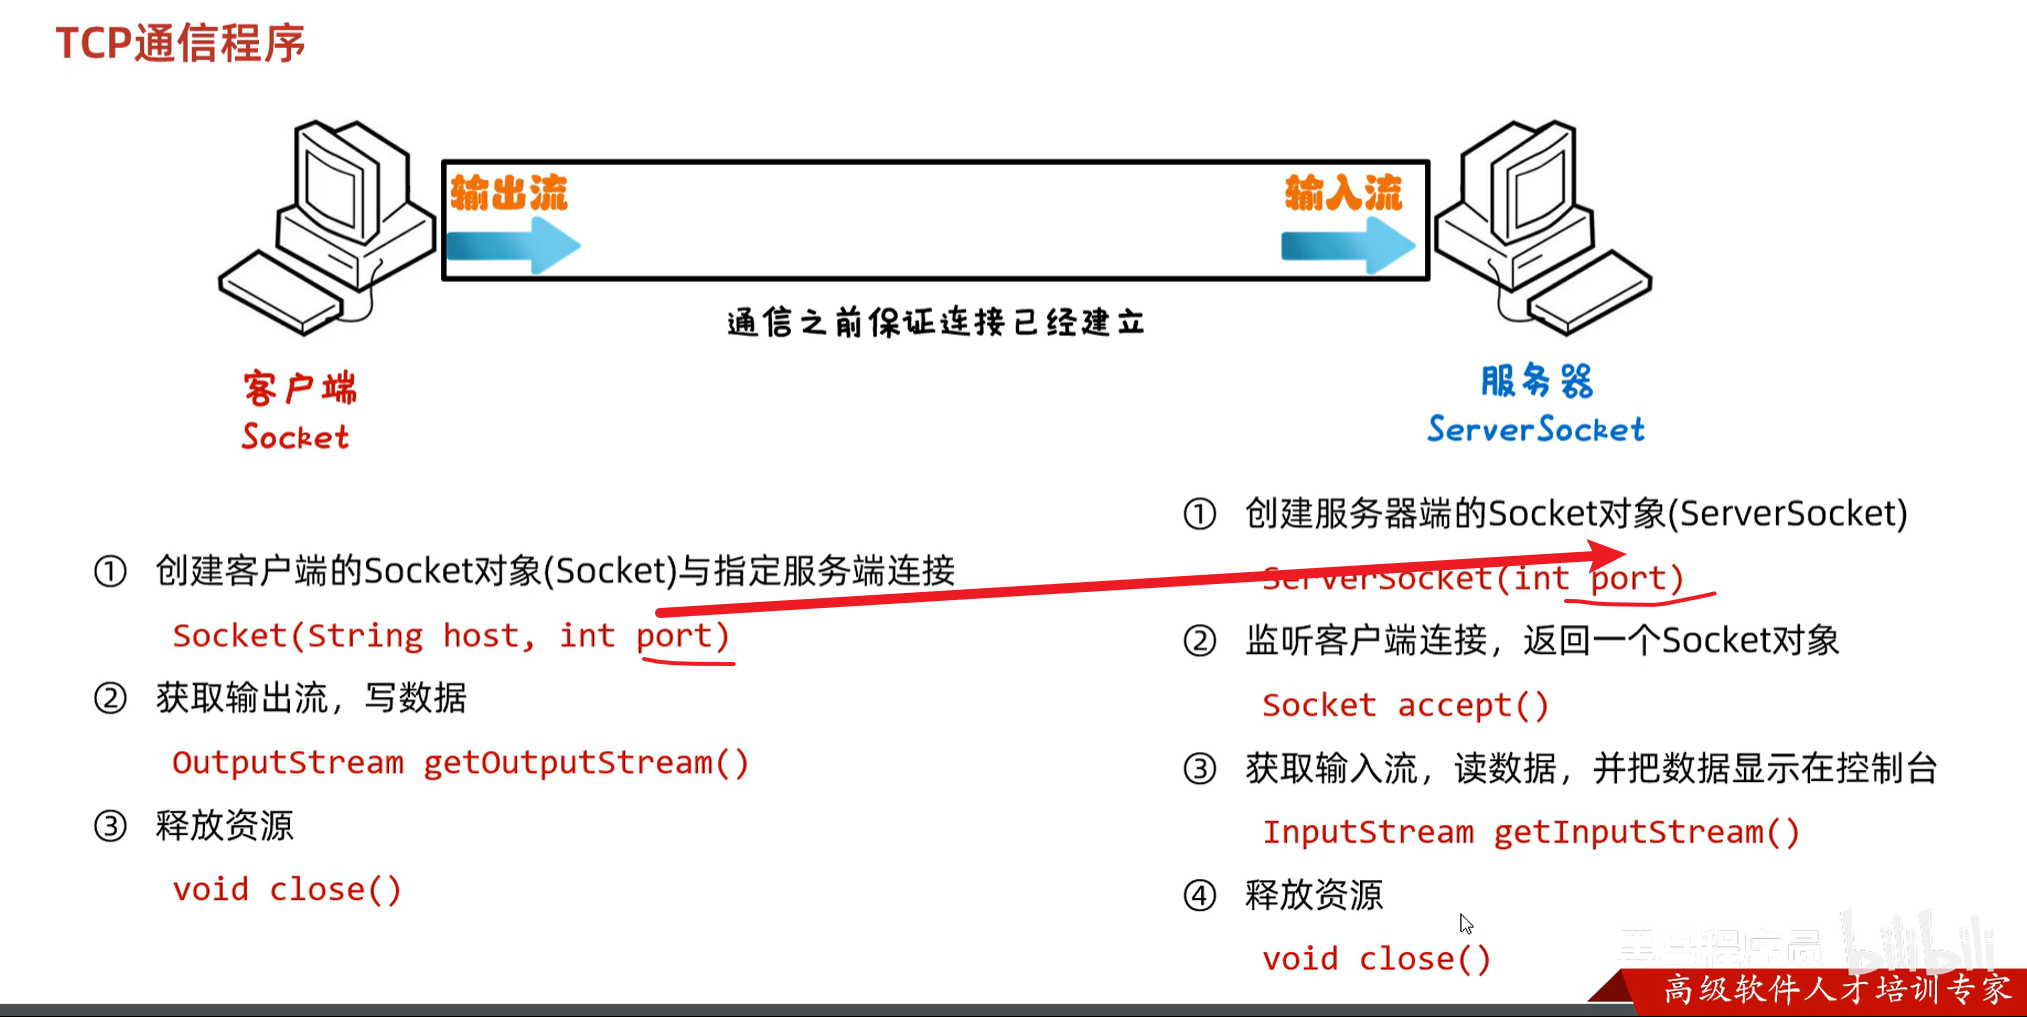 TCP通信程序
输出流
输入流
通信之前保证连接已经建立
客户端
Socket
服务器
ServerSocket
① 创建客户端的Socket对象(Socket)与指定服务端连接
Socket(String host, int port)
② 获取输出流，写数据
OutputStream getOutputStream()
③ 释放资源
void close()
① 创建服务器端的Socket对象(ServerSocket)
ServerSocket(int port)
② 监听客户端连接，返回一个Socket对象
Socket accept()
③ 获取输入流，读数据，并把数据显示在控制台
InputStream getInputStream()
④ 释放资源
void close()
黑马程序员 bilibili
高级软件人才培训专家